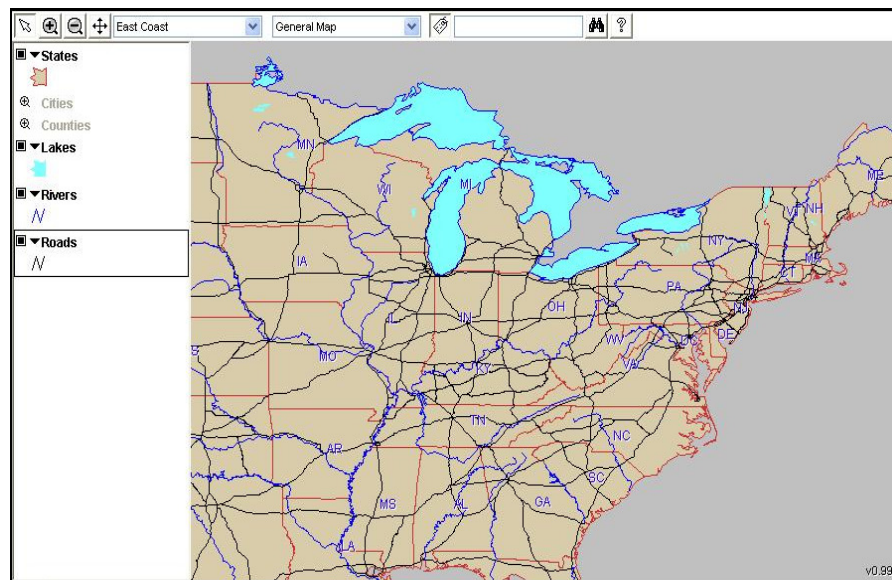 East Coast
General Map
?
States
Cities
Counties
Lakes
Rivers
Roads
MN
WI
MI
ME
VT
NH
NY
IA
CT
PA
OH
NJ
IL
IN
WV
DC
DE
MO
KY
VA
TN
NC
AR
SC
MS
AL
GA
LA
v0.99